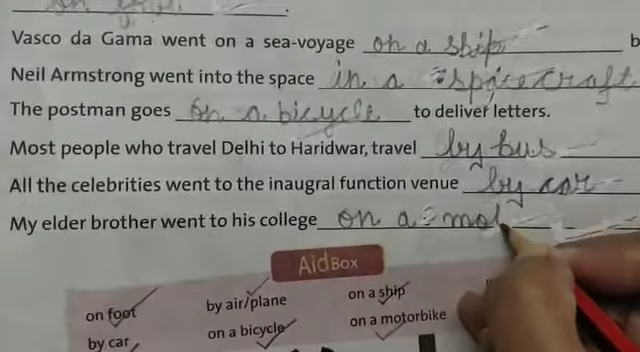 Vasco da Gama went on a sea-voyage on a ship b
Neil Armstrong went into the space in a spacecraft
The postman goes on a bicycle to deliver letters.
Most people who travel Delhi to Haridwar, travel by bus
All the celebrities went to the inaugral function venue by car
My elder brother went to his college on a mot
Aid Box
on foot by air/plane on a ship
by car on a bicycle on a motorbike